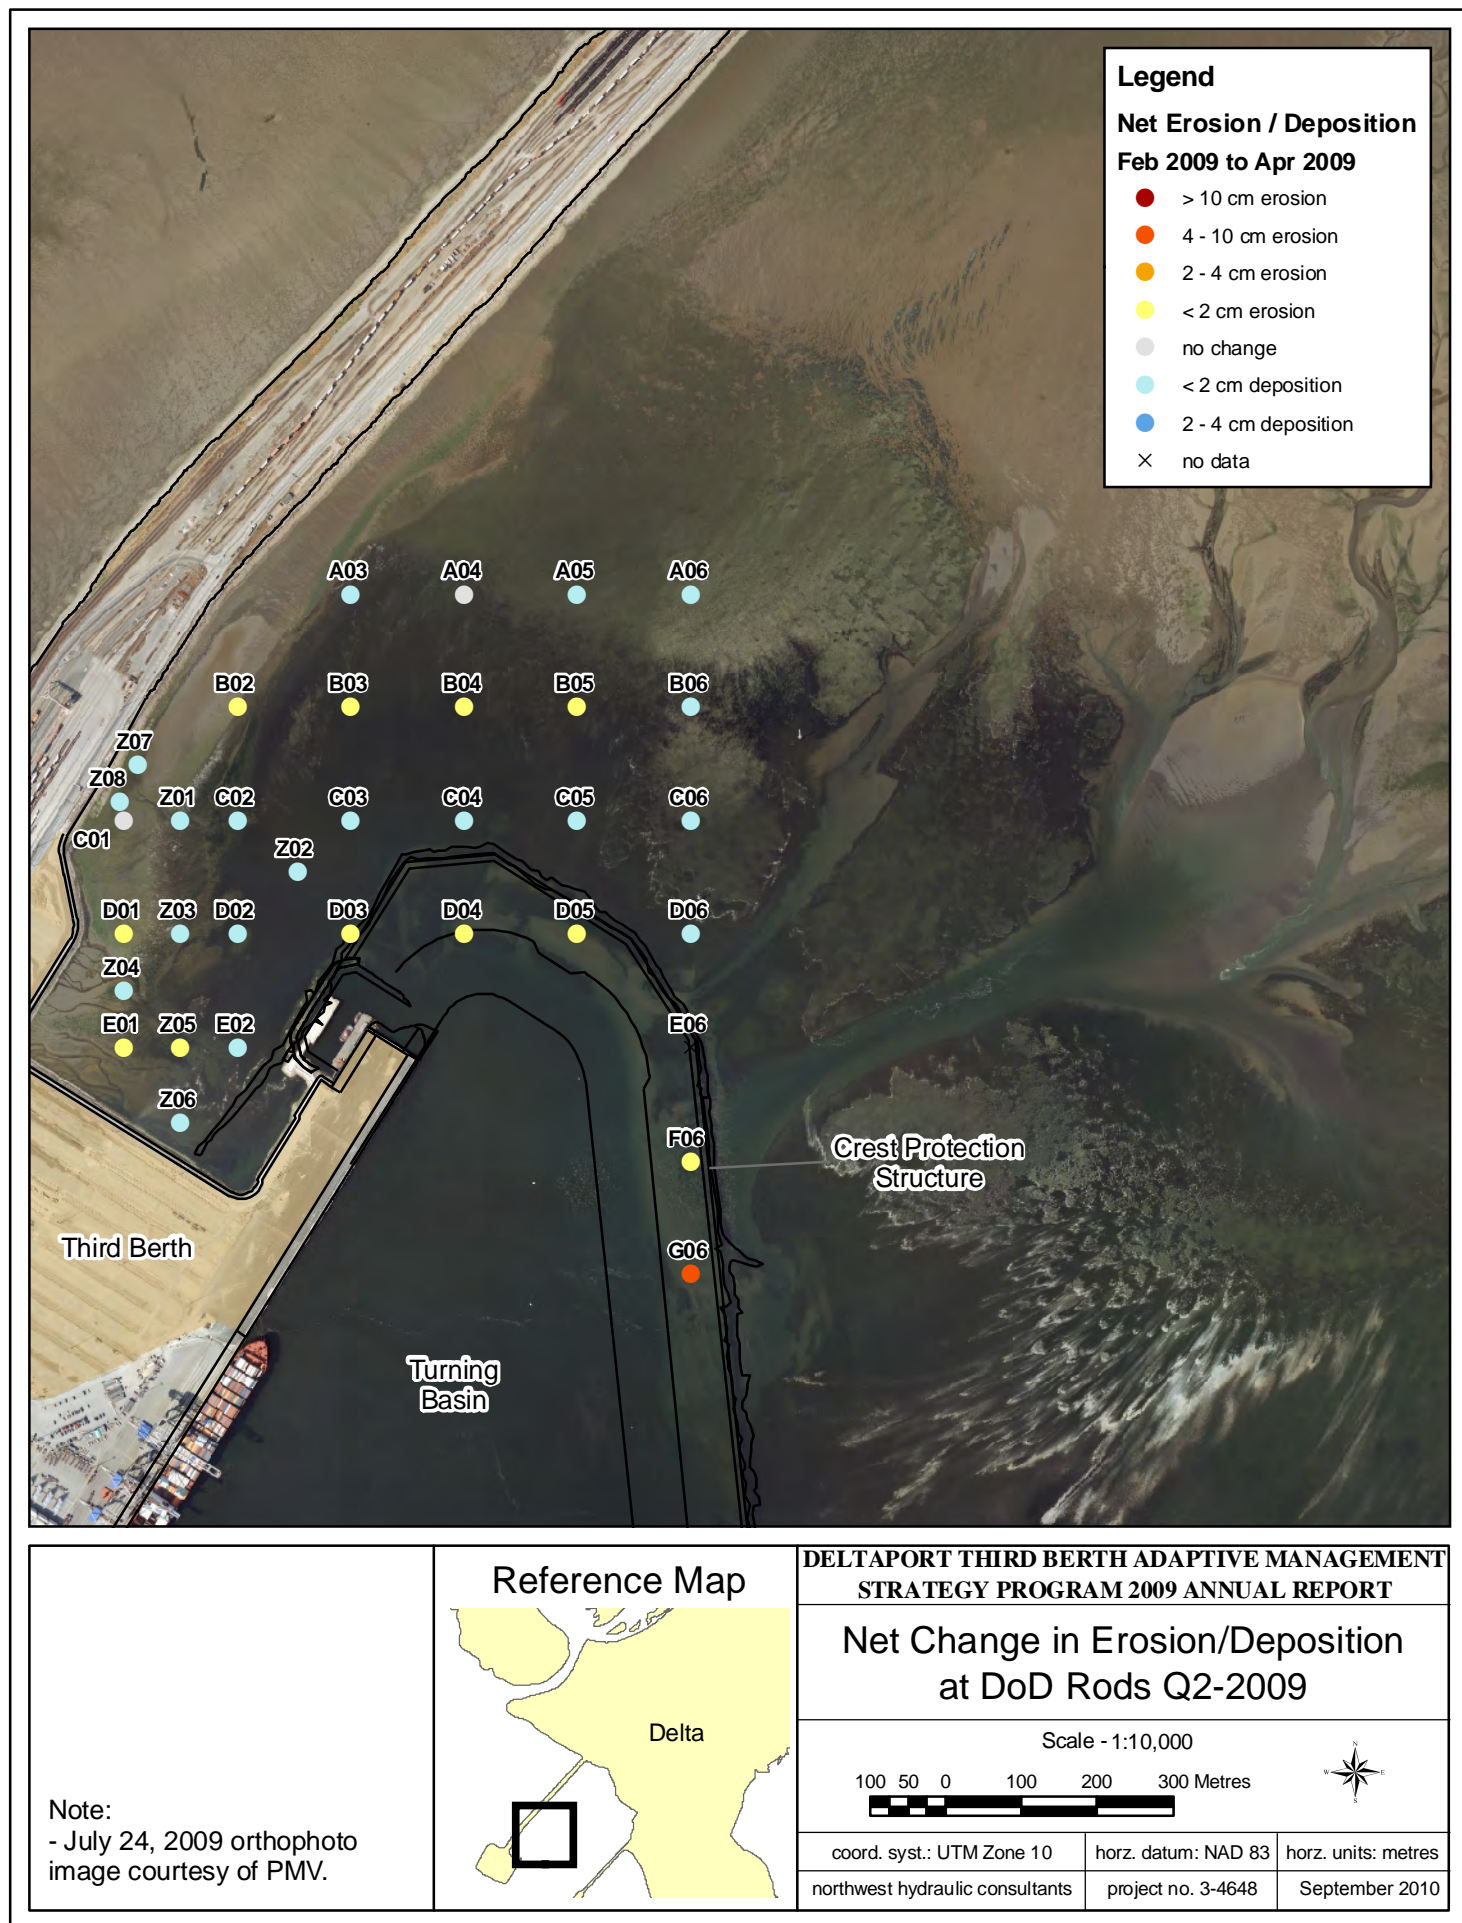 Legend
Net Erosion / Deposition
Feb 2009 to Apr 2009
> 10 cm erosion
4 - 10 cm erosion
2 - 4 cm erosion
< 2 cm erosion
no change
< 2 cm deposition
2 - 4 cm deposition
no data
A03 A04 A05 A06
B02 B03 B04 B05 B06
Z07
Z08
Z01 C02 C03 C04 C05 C06
C01
Z02
D01 Z03 D02 D03 D04 D05 D06
Z04
E01 Z05 E02 E06
Z06
F06
Crest Protection
Structure
Third Berth
G06
Turning
Basin
Reference Map
Delta
Note:
- July 24, 2009 orthophoto
image courtesy of PMV.
DELTAPORT THIRD BERTH ADAPTIVE MANAGEMENT
STRATEGY PROGRAM 2009 ANNUAL REPORT
Net Change in Erosion/Deposition
at DoD Rods Q2-2009
Scale - 1:10,000
N
W E
S
100 50 0 100 200 300 Metres
coord. syst.: UTM Zone 10 horz. datum: NAD 83 horz. units: metres
northwest hydraulic consultants project no. 3-4648 September 2010